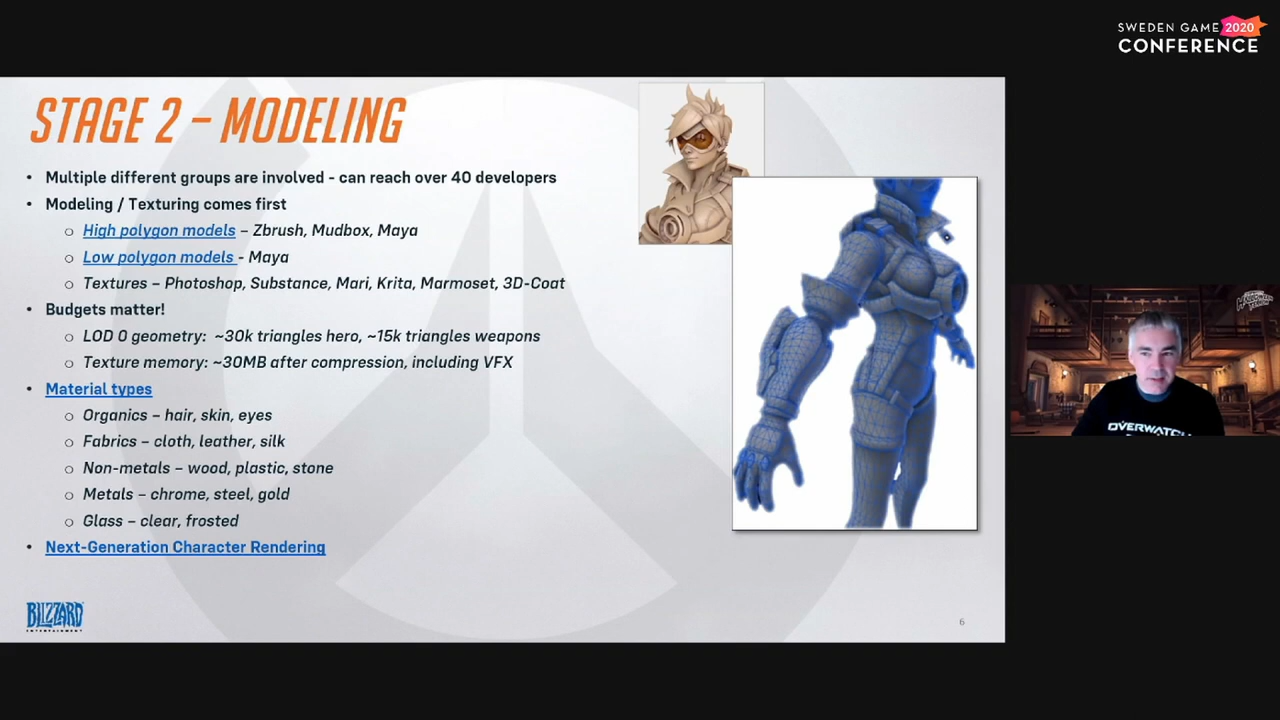 SWEDEN GAME 2020
CONFERENCE
STAGE 2 – MODELING
• Multiple different groups are involved - can reach over 40 developers
• Modeling / Texturing comes first
○ High polygon models – Zbrush, Mudbox, Maya
○ Low polygon models - Maya
○ Textures – Photoshop, Substance, Mari, Krita, Marmoset, 3D-Coat
• Budgets matter!
○ LOD 0 geometry: ~30k triangles hero, ~15k triangles weapons
○ Texture memory: ~30MB after compression, including VFX
• Material types
○ Organics – hair, skin, eyes
○ Fabrics – cloth, leather, silk
○ Non-metals – wood, plastic, stone
○ Metals – chrome, steel, gold
○ Glass – clear, frosted
• Next-Generation Character Rendering
BLIZZARD
ENTERTAINMENT
6
OVERWATCH